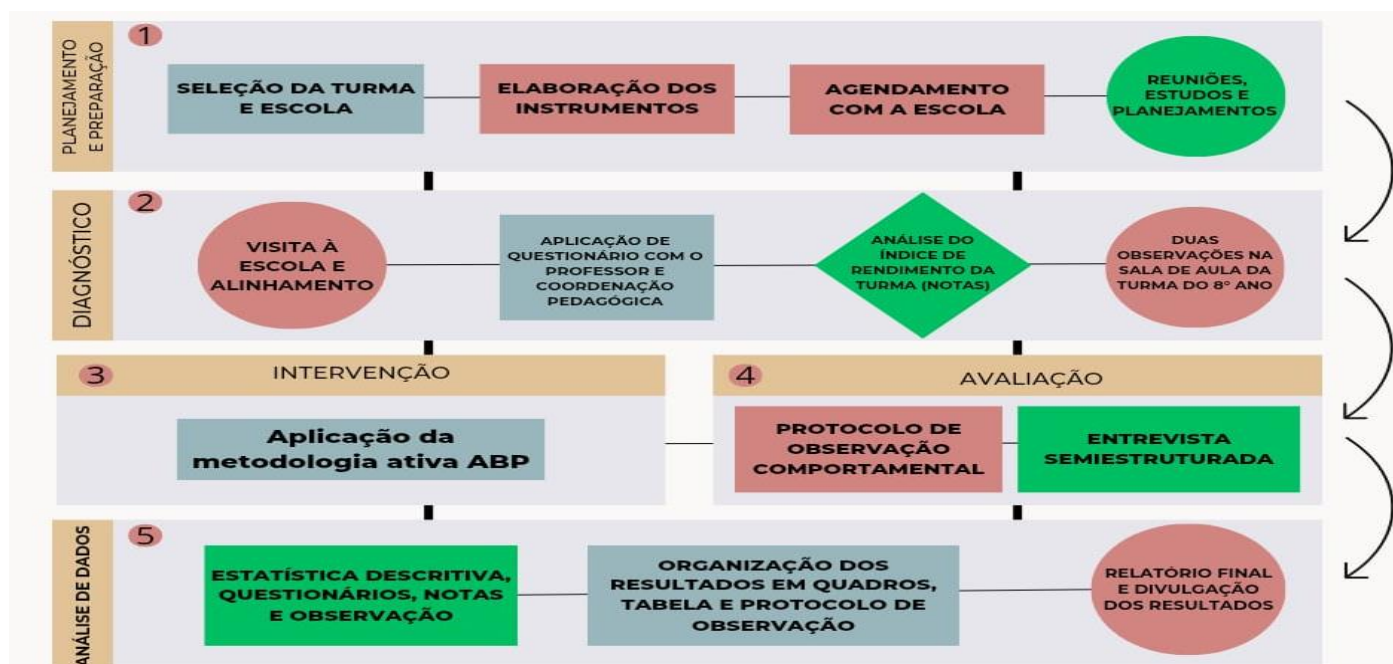 PLANEJAMENTO
E PREPARAÇÃO
1
SELEÇÃO DA TURMA
E ESCOLA
ELABORAÇÃO DOS
INSTRUMENTOS
AGENDAMENTO
COM A ESCOLA
REUNIÕES,
ESTUDOS E
PLANEJAMENTOS
DIAGNÓSTICO
2
VISITA À
ESCOLA E
ALINHAMENTO
APLICAÇÃO DE
QUESTIONÁRIO COM O
PROFESSOR E
COORDENAÇÃO
PEDAGÓGICA
ANÁLISE DO
ÍNDICE DE
RENDIMENTO DA
TURMA (NOTAS)
DUAS
OBSERVAÇÕES NA
SALA DE AULA DA
TURMA DO 8° ANO
3
INTERVENÇÃO
Aplicação da
metodologia ativa ABP
4
AVALIAÇÃO
PROTOCOLO DE
OBSERVAÇÃO
COMPORTAMENTAL
ENTREVISTA
SEMIESTRUTURADA
ANÁLISE DE DADOS
5
ESTATÍSTICA DESCRITIVA,
QUESTIONÁRIOS, NOTAS
E OBSERVAÇÃO
ORGANIZAÇÃO DOS
RESULTADOS EM QUADROS,
TABELA E PROTOCOLO DE
OBSERVAÇÃO
RELATÓRIO FINAL
E DIVULGAÇÃO
DOS RESULTADOS